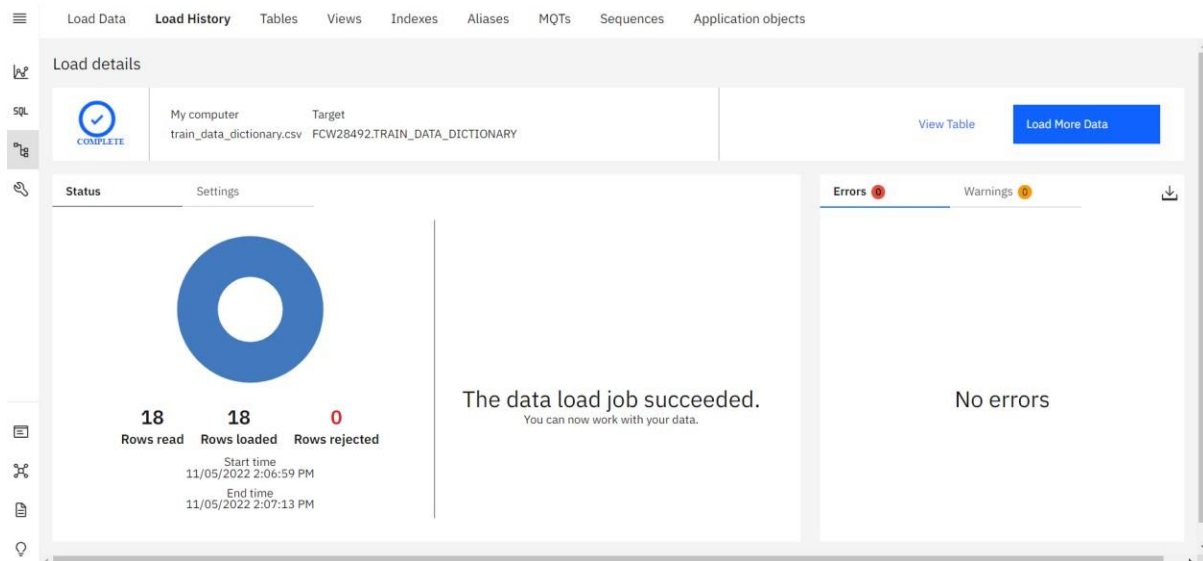 Load Data Load History Tables Views Indexes Aliases MQTs Sequences Application objects
Load details
SQL
COMPLETE
My computer
train_data_dictionary.csv
Target
FCW28492.TRAIN_DATA_DICTIONARY
View Table
Load More Data
Status Settings
18 18 0
Rows read Rows loaded Rows rejected
Start time
11/05/2022 2:06:59 PM
End time
11/05/2022 2:07:13 PM
The data load job succeeded.
You can now work with your data.
Errors 0 Warnings 0
No errors